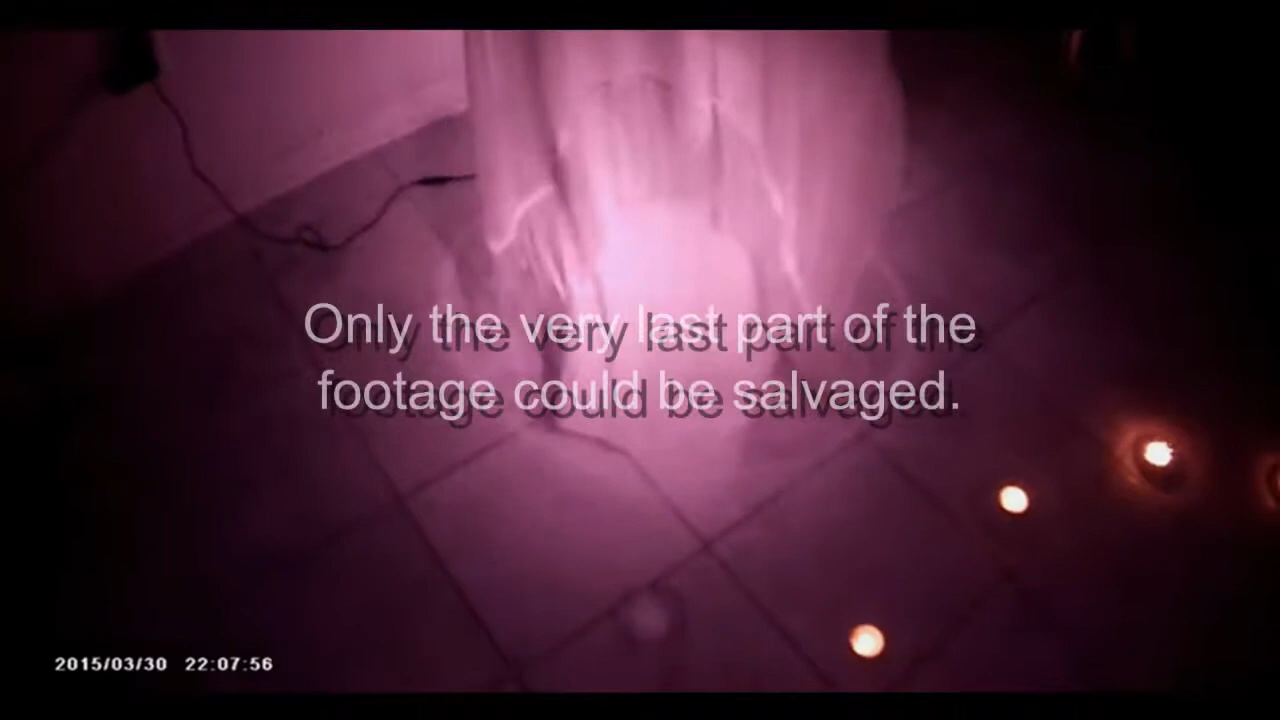 Only the very last part of the
footage could be salvaged.
2015/03/30 22:07:56